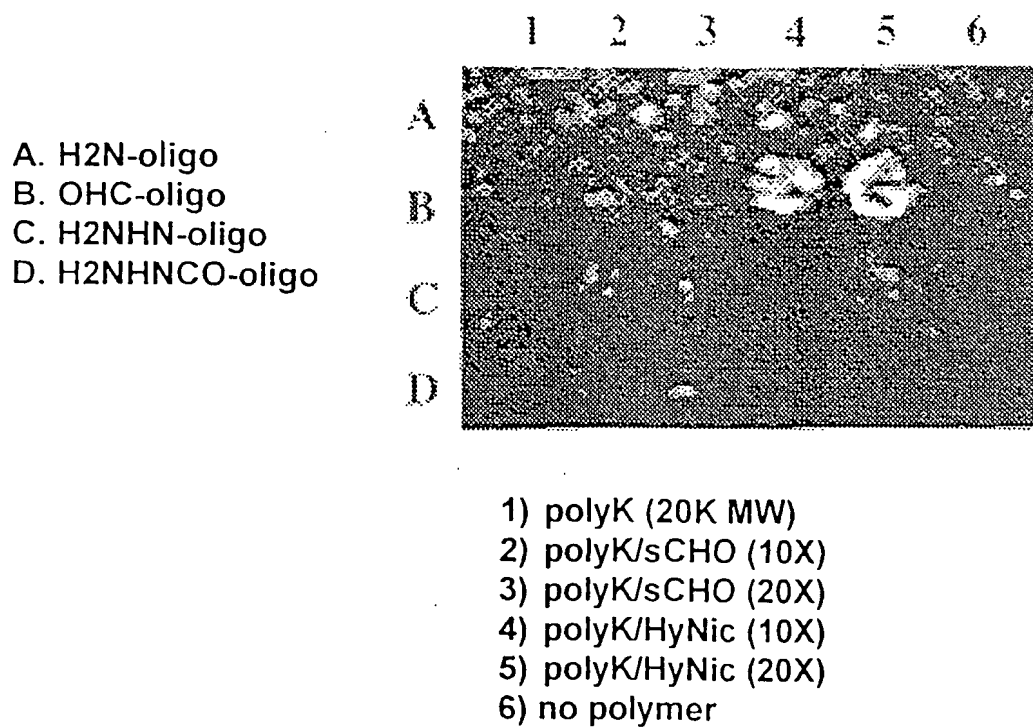 1 2 3 4 5 6
A
B
C
D
A. H2N-oligo
B. OHC-oligo
C. H2NHN-oligo
D. H2NHNCO-oligo
1) polyK (20K MW)
2) polyK/sCHO (10X)
3) polyK/sCHO (20X)
4) polyK/HyNic (10X)
5) polyK/HyNic (20X)
6) no polymer